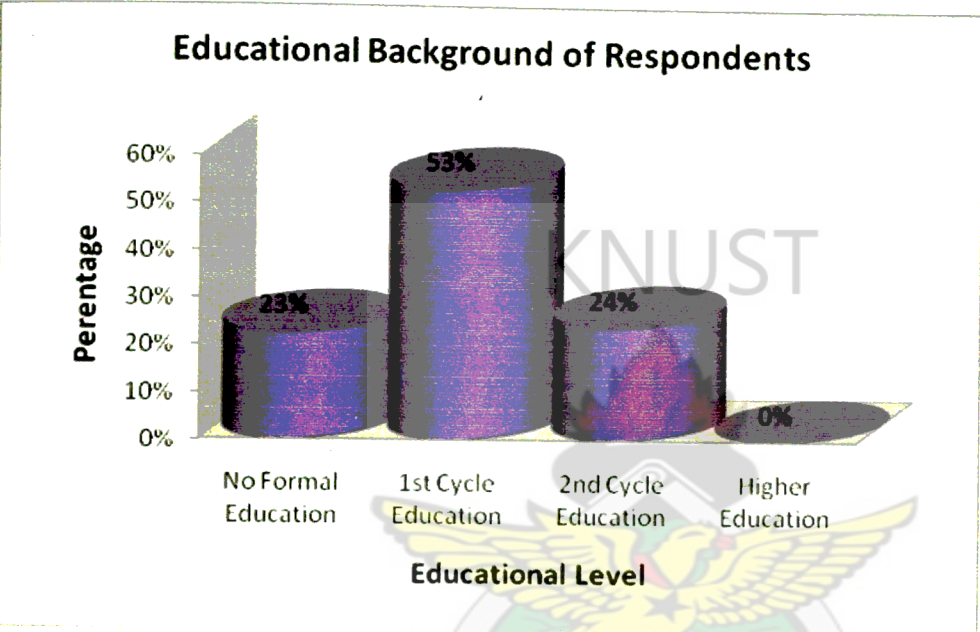 Educational Background of Respondents
60%
50%
40%
30%
20%
10%
0%
Perentage
23%
53%
24%
0%
KNUST
No Formal Education
1st Cycle Education
2nd Cycle Education
Higher Education
Educational Level